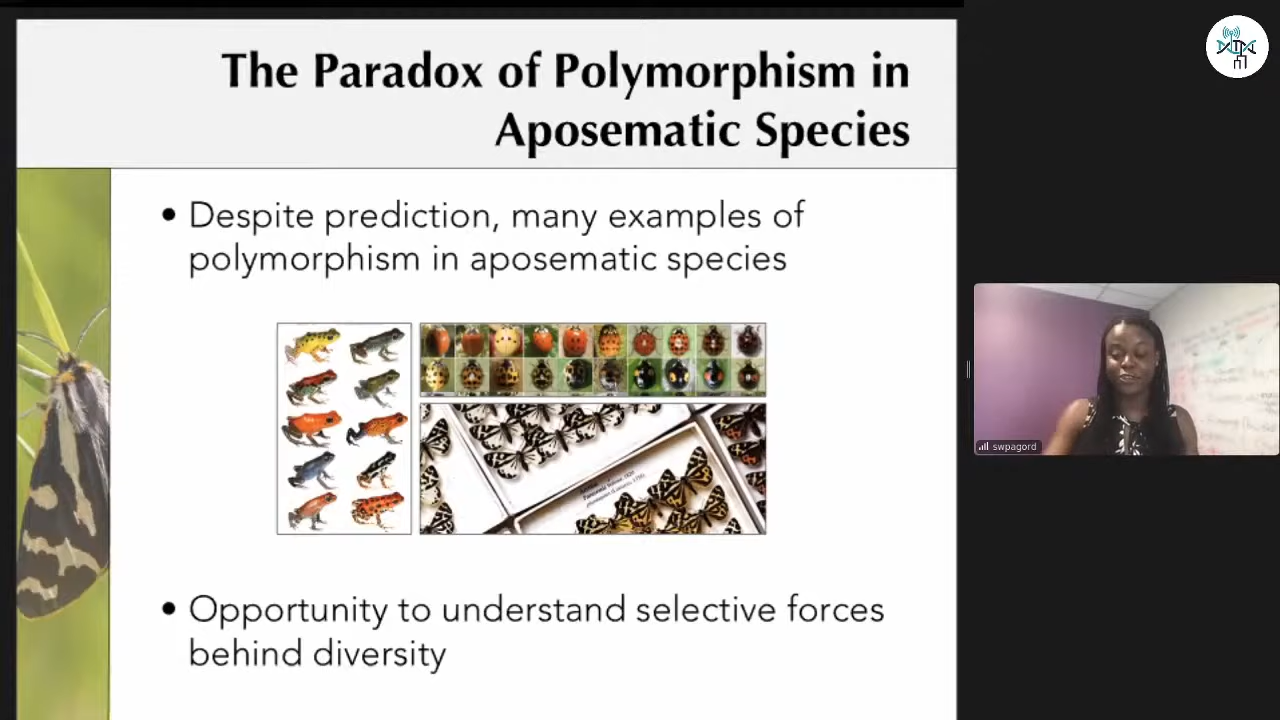 The Paradox of Polymorphism in
Aposematic Species
• Despite prediction, many examples of
polymorphism in aposematic species
• Opportunity to understand selective forces
behind diversity
swpagord